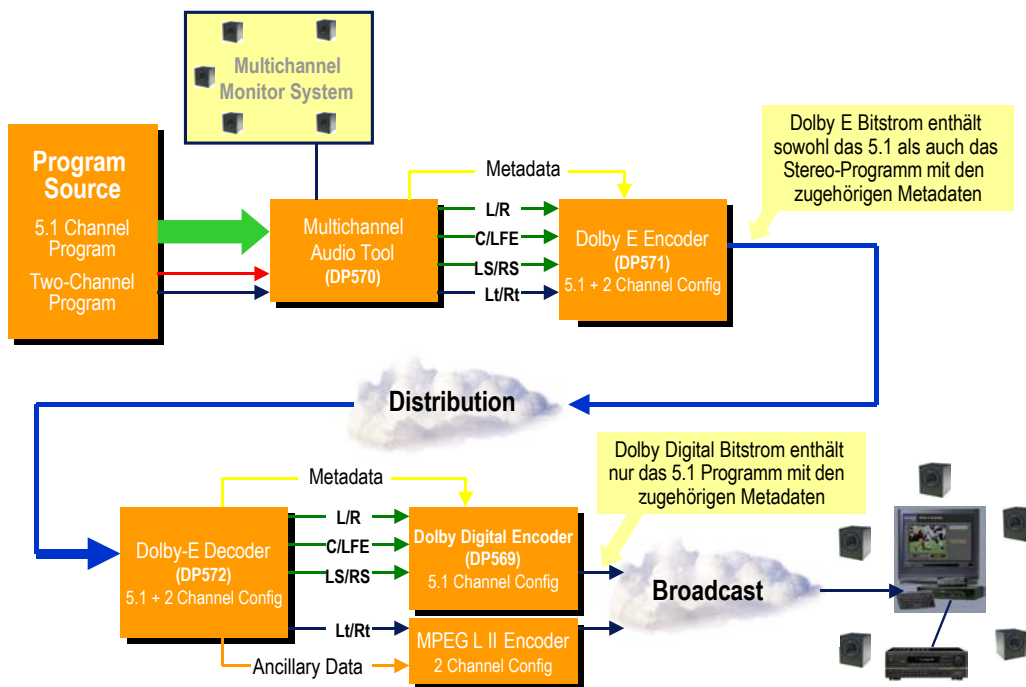 Multichannel
Monitor System
Program
Source
5.1 Channel
Program
Two-Channel
Program
Multichannel
Audio Tool
(DP570)
Metadata
L/R
C/LFE
LS/RS
Lt/Rt
Dolby E Encoder
(DP571)
5.1 + 2 Channel Config
Dolby E Bitstrom enthält
sowohl das 5.1 als auch das
Stereo-Programm mit den
zugehörigen Metadaten
Distribution
Dolby Digital Bitstrom enthält
nur das 5.1 Programm mit den
zugehörigen Metadaten
Metadata
Dolby-E Decoder
(DP572)
5.1 + 2 Channel Config
L/R
C/LFE
LS/RS
Lt/Rt
Ancillary Data
Dolby Digital Encoder
(DP569)
5.1 Channel Config
MPEG L II Encoder
2 Channel Config
Broadcast